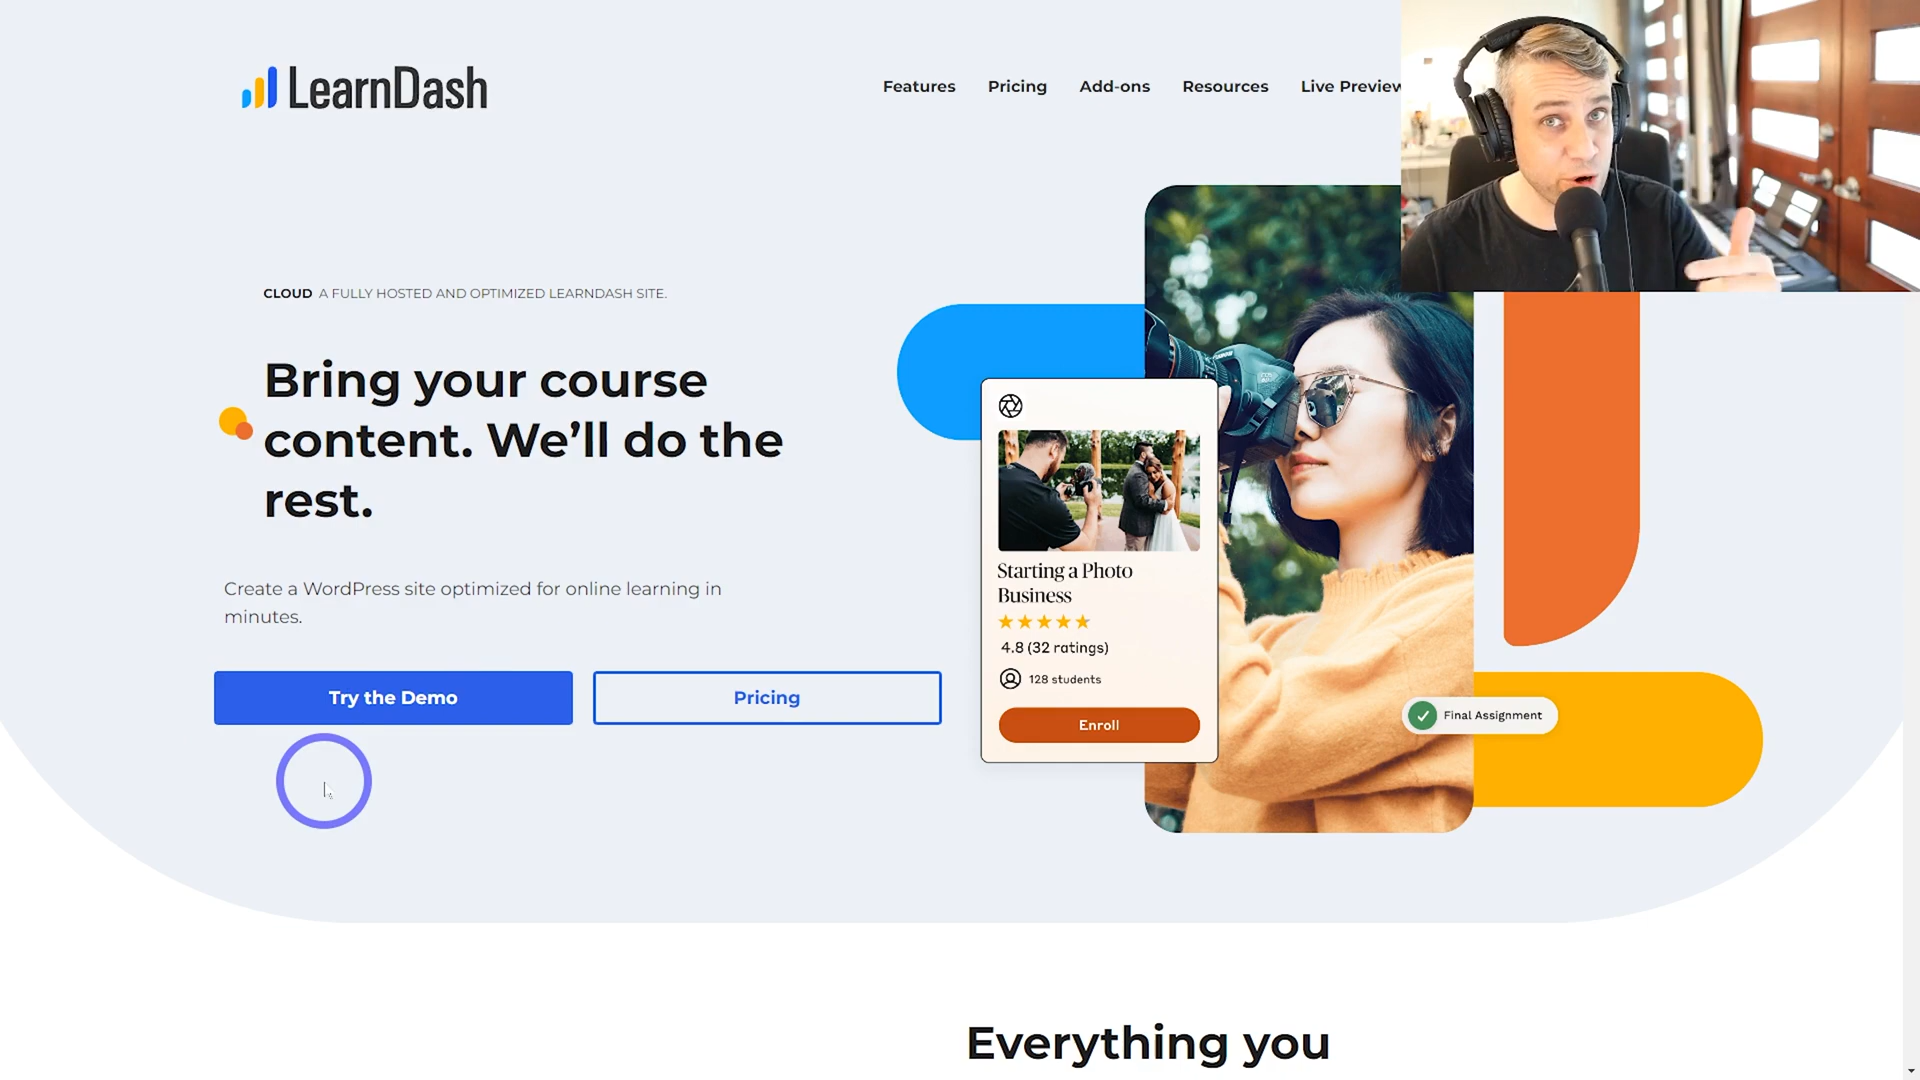 LearnDash
Features Pricing Add-ons Resources Live Preview
CLOUD A FULLY HOSTED AND OPTIMIZED LEARNDASH SITE.
Bring your course
content. We’ll do the
rest.
Create a WordPress site optimized for online learning in
minutes.
Try the Demo
Pricing
Starting a Photo
Business
4.8 (32 ratings)
128 students
Enroll
Final Assignment
Everything you